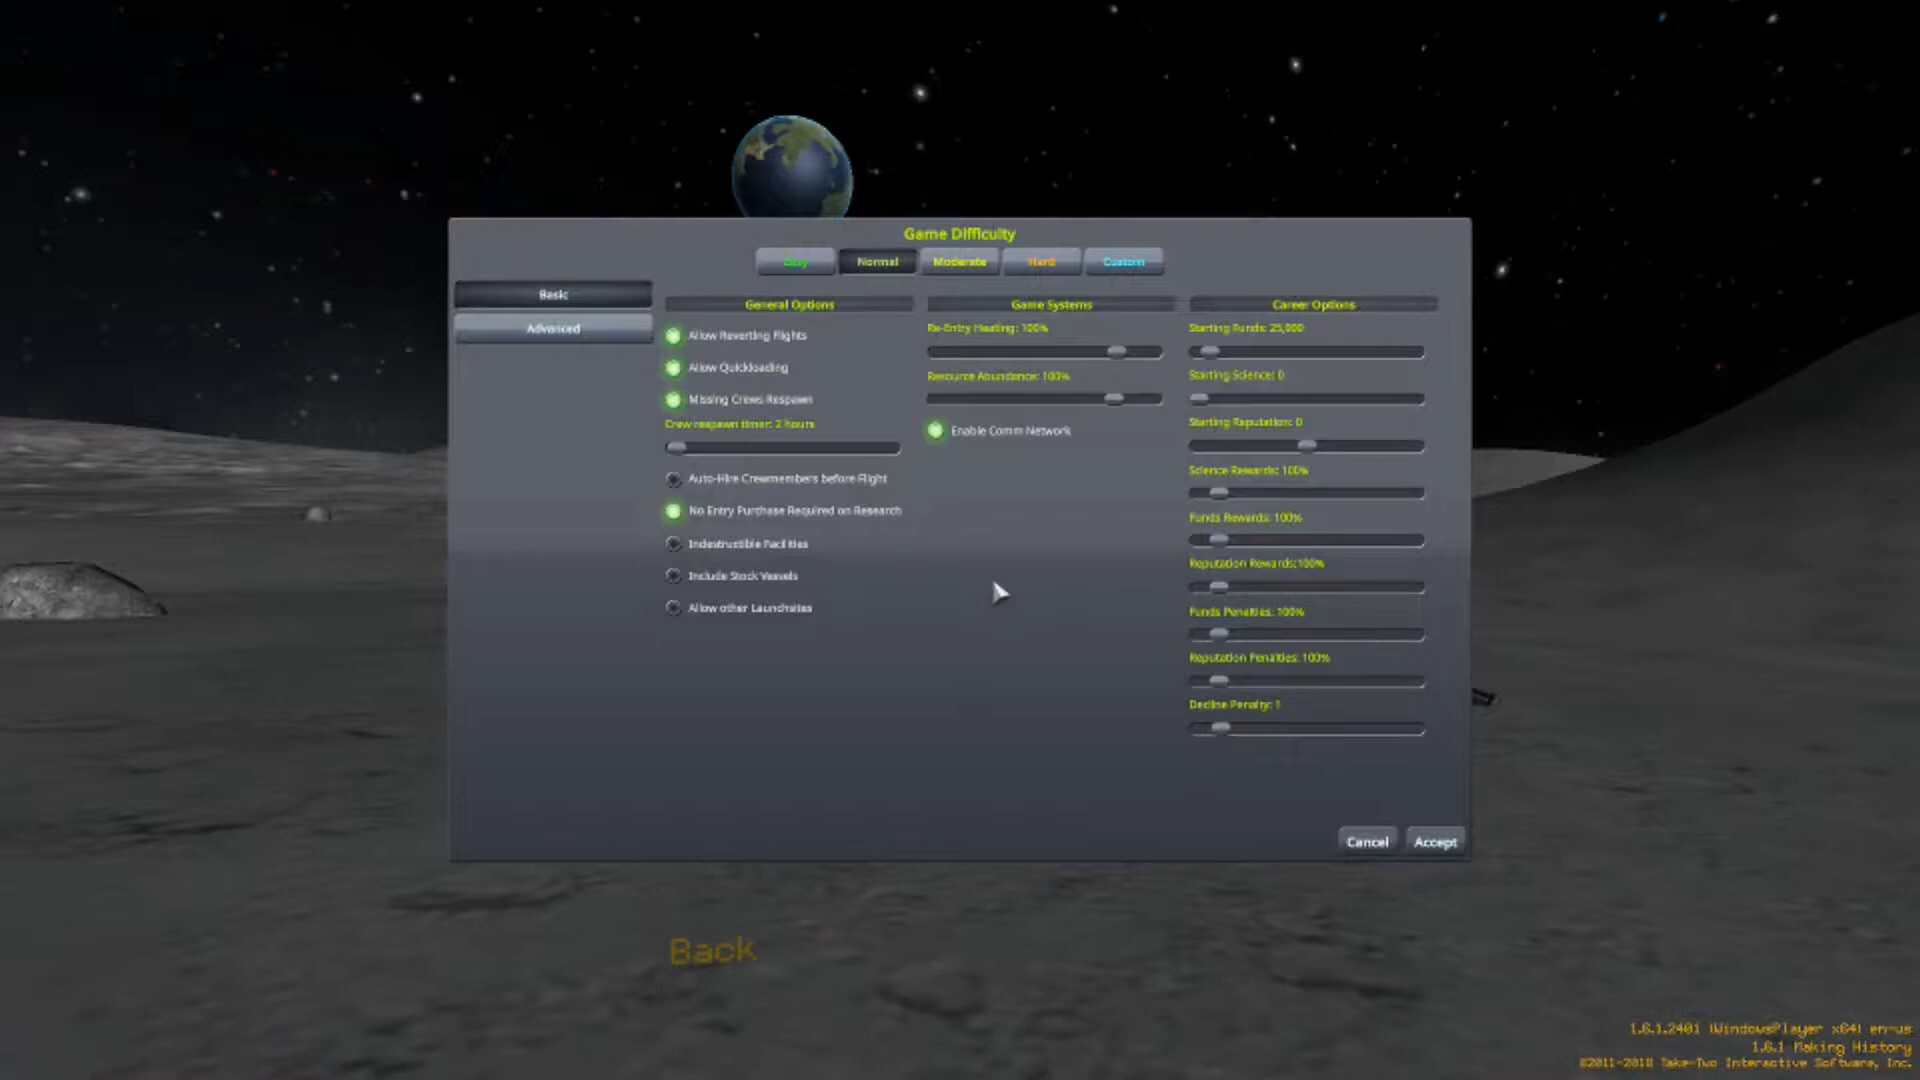 Game Difficulty
Easy Normal Moderate Hard Custom
Basic
Advanced
General Options
Allow Reverting Flights
Allow Quickloading
Missing Crews Respawn
Crew respawn timer: 2 hours
Auto-Hire Crewmembers before Flight
No Entry Purchase Required on Research
Indestructible Facilities
Include Stock Vessels
Allow other Launchsites
Game Systems
Re-Entry Heating: 100%
Resource Abundance: 100%
Enable Comm Network
Career Options
Starting Funds: 25,000
Starting Science: 0
Starting Reputation: 0
Science Rewards: 100%
Funds Rewards: 100%
Reputation Rewards:100%
Funds Penalties: 100%
Reputation Penalties: 100%
Decline Penalty: 1
Cancel Accept
Back
1.6.1.2401 (WindowsPlayer x64) en-us
1.6.1 Making History
©2011-2018 Take-Two Interactive Software, Inc.